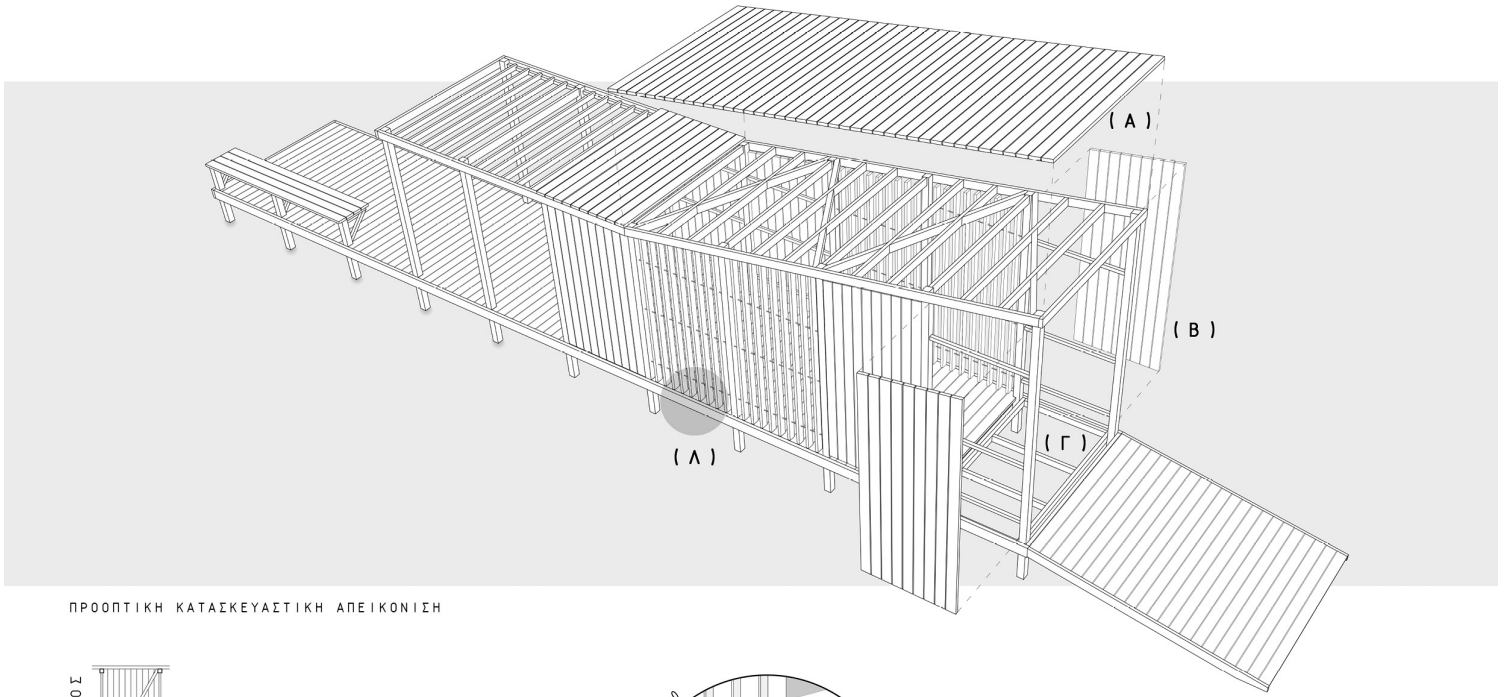 ( Α )
( Β )
( Γ )
( Λ )
ΠΡΟΟΠΤΙΚΗ ΚΑΤΑΣΚΕΥΑΣΤΙΚΗ ΑΠΕΙΚΟΝΙΣΗ